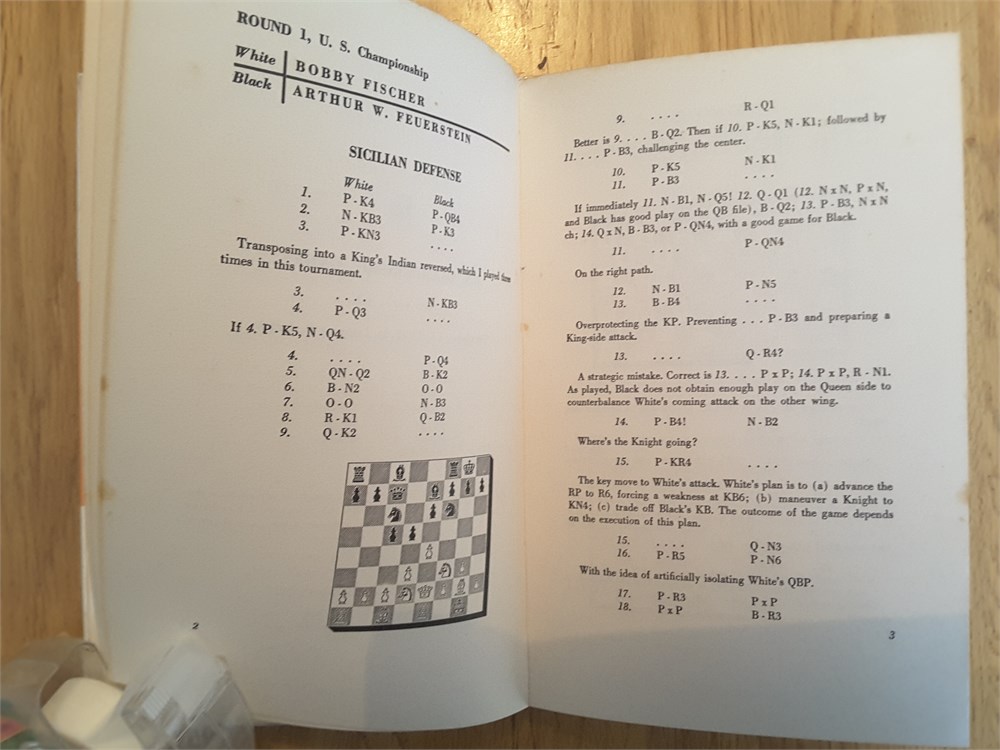 ROUND 1, U. S. Championship
White BOBBY FISCHER
Black ARTHUR W. FEUERSTEIN
SICILIAN DEFENSE
White Black
1. P - K4 P - QB4
2. N - KB3 P - K3
3. P - KN3 . . . .
Transposing into a King's Indian reversed, which I played three
times in this tournament.
3. . . . . N - KB3
4. P - Q3 . . . .
If 4. P - K5, N - Q4.
4. . . . . P - Q4
5. QN - Q2 B - K2
6. B - N2 O - O
7. O - O N - B3
8. R - K1 Q - B2
9. Q - K2 . . . .
2
9. . . . . R - Q1
Better is 9. . . . B - Q2. Then if 10. P - K5, N - K1; followed by
11. . . . P - B3, challenging the center.
10. P - K5 N - K1
11. P - B3 . . . .
If immediately 11. N - B1, N - Q5! 12. Q - Q1 (12. N x N, P x N,
and Black has good play on the QB file), B - Q2; 13. P - B3, N x N
ch; 14. Q x N, B - B3, or P - QN4, with a good game for Black.
11. . . . . P - QN4
On the right path.
12. N - B1 P - N5
13. B - B4 . . . .
Overprotecting the KP. Preventing . . . P - B3 and preparing a
King-side attack.
13. . . . . Q - R4?
A strategic mistake. Correct is 13. . . . P x P; 14. P x P, R - N1.
As played, Black does not obtain enough play on the Queen side to
counterbalance White's coming attack on the other wing.
14. P - B4! N - B2
Where's the Knight going?
15. P - KR4 . . . .
The key move to White's attack. White's plan is to (a) advance the
RP to R6, forcing a weakness at KB6; (b) maneuver a Knight to
KN4; (c) trade off Black's KB. The outcome of the game depends
on the execution of this plan.
15. . . . . Q - N3
16. P - R5 P - N6
With the idea of artificially isolating White's QBP.
17. P - R3 P x P
18. P x P B - R3
3